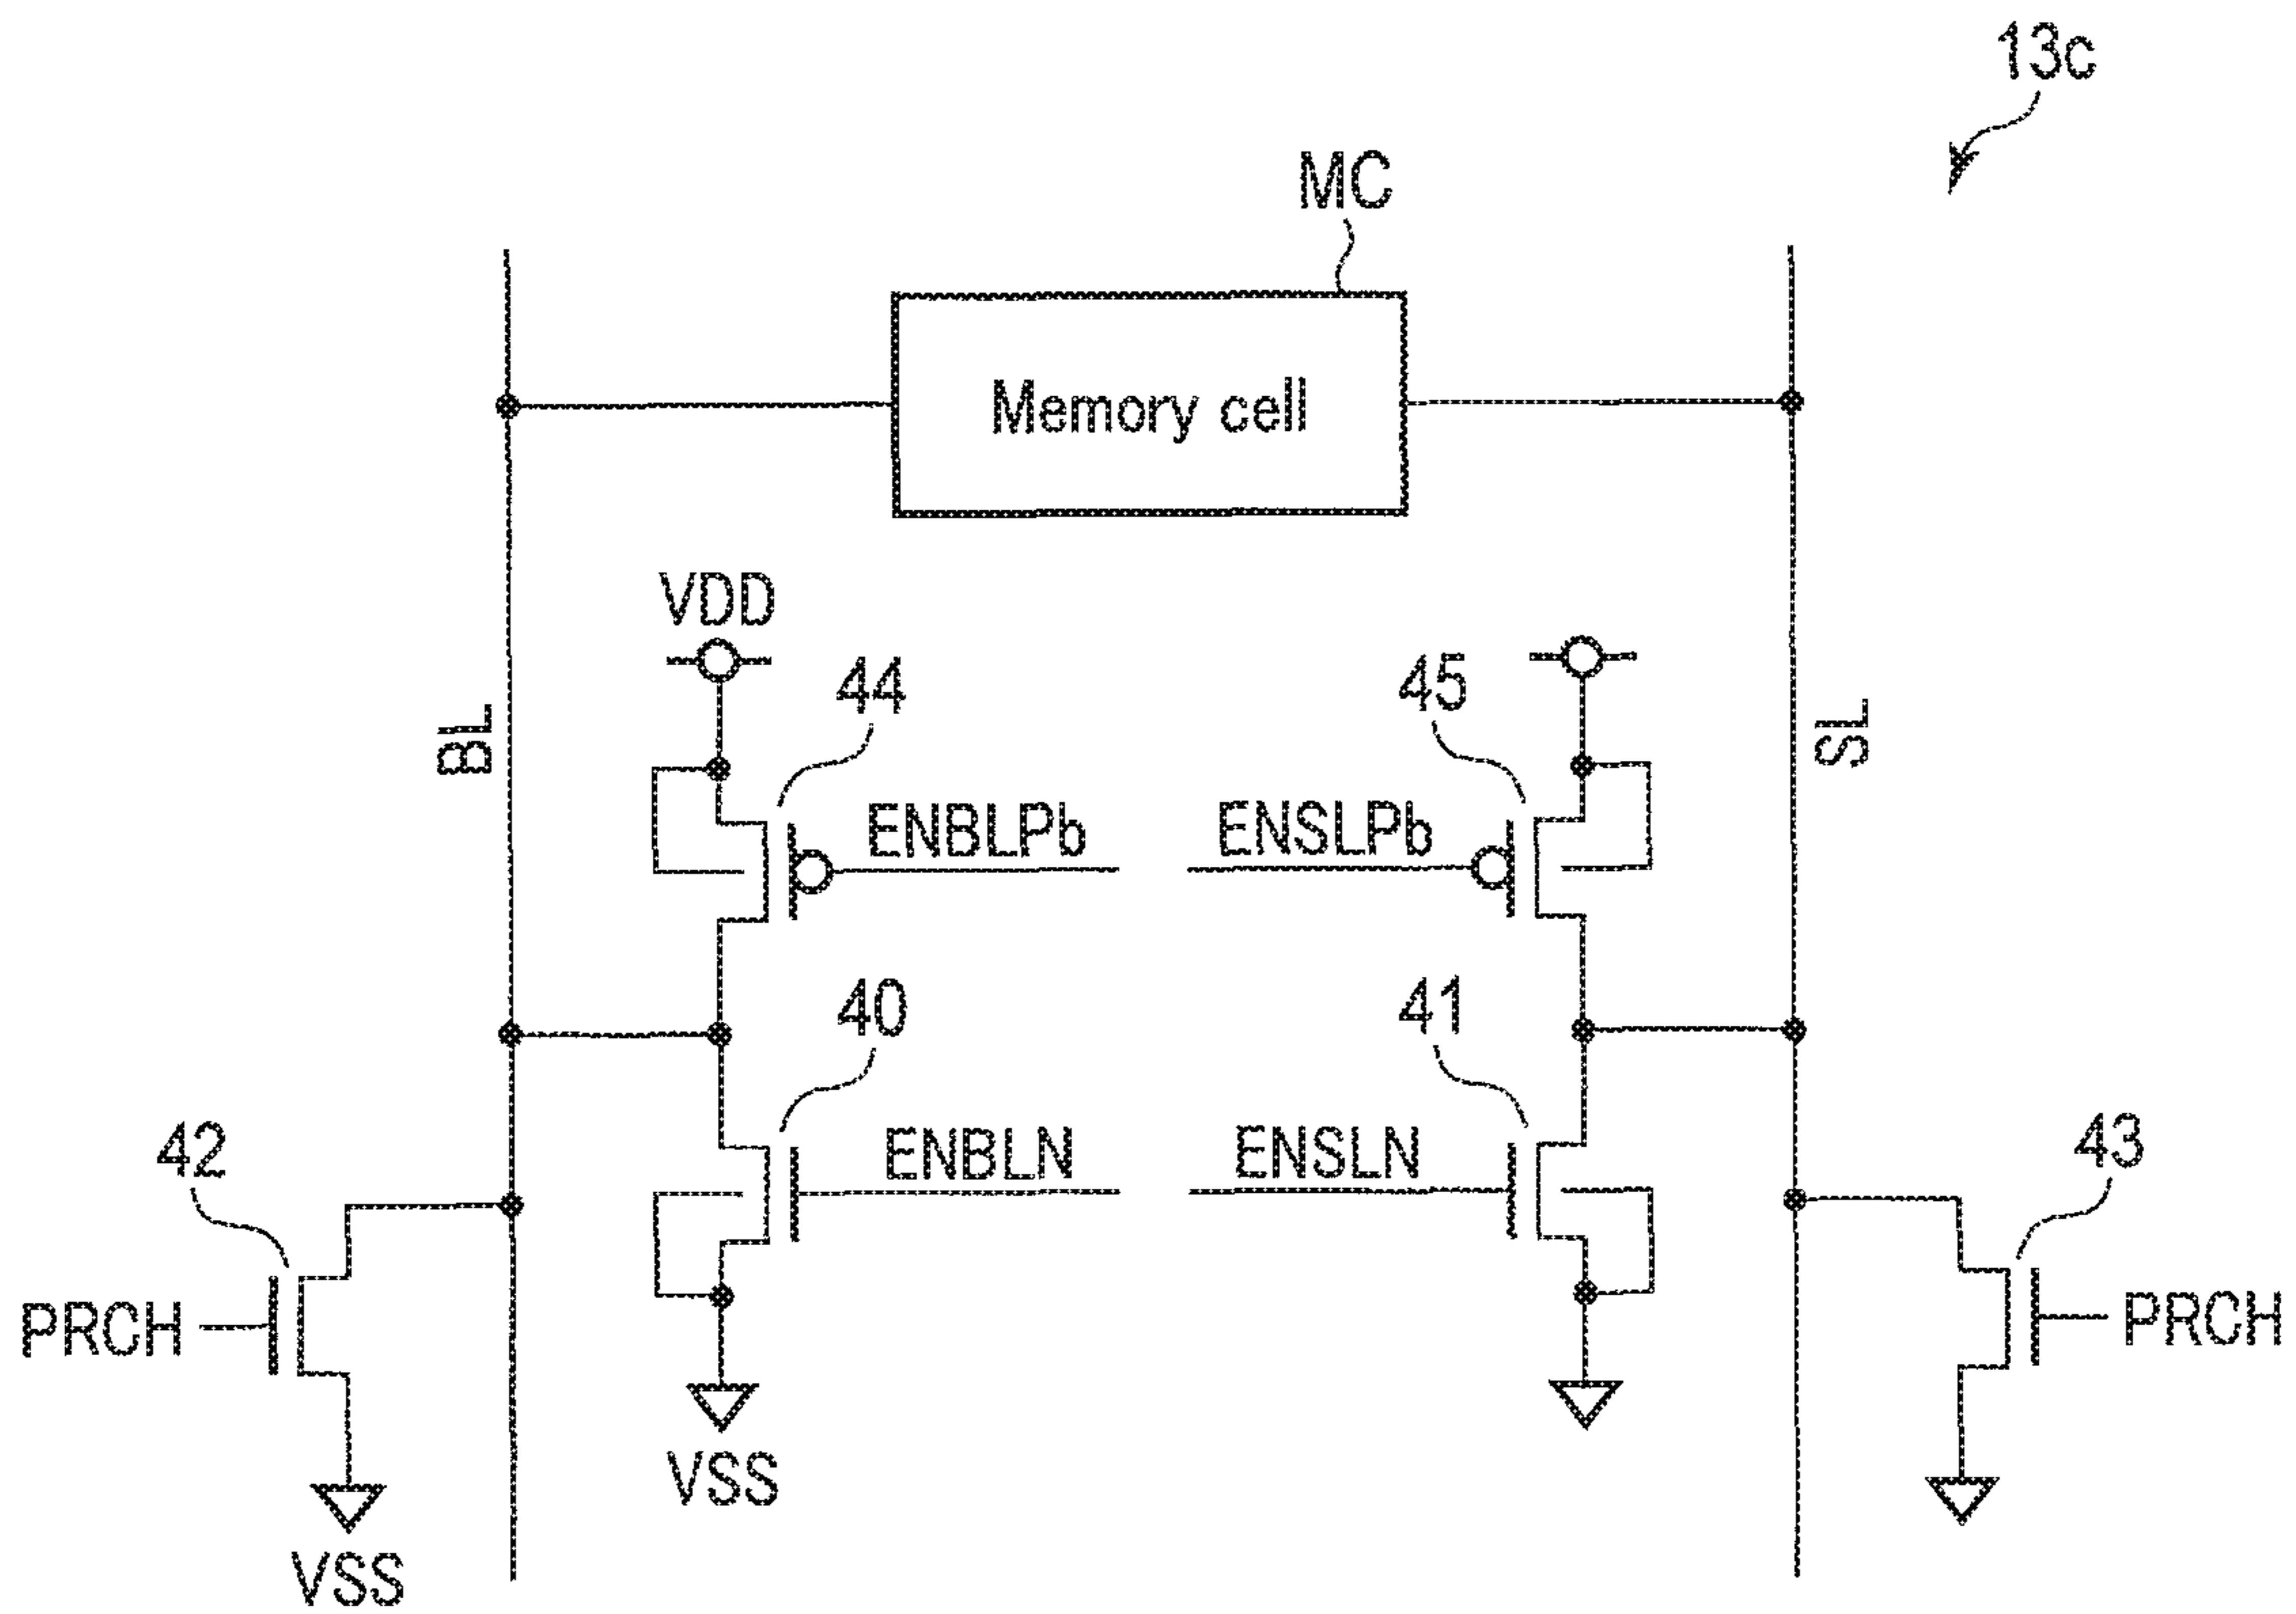 13c
MC
Memory cell
VDD
44
45
BL
SL
ENBLPb
ENSLPb
40
41
42
ENBLN
ENSLN
43
PRCH
PRCH
VSS
VSS